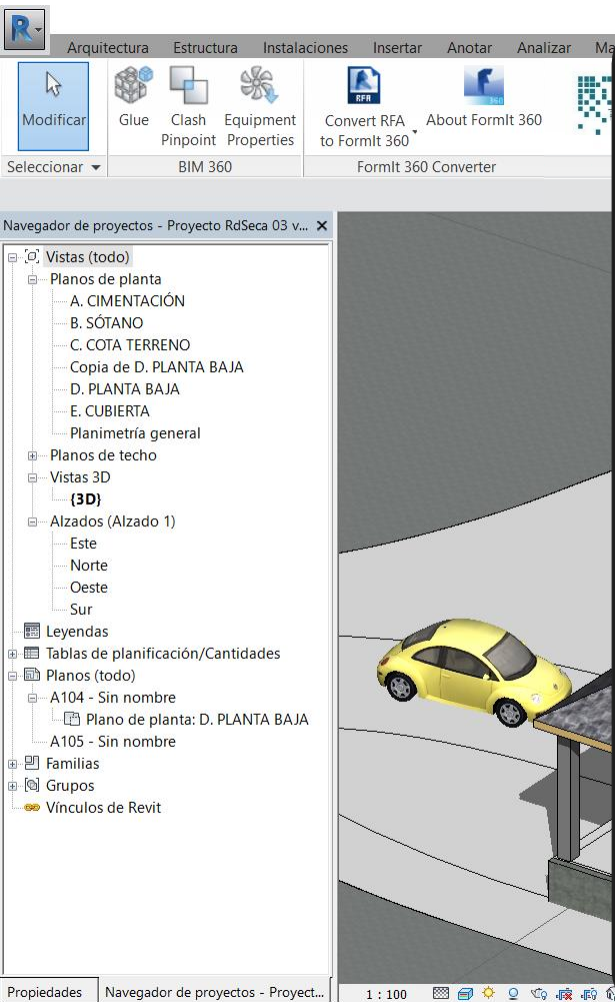 R
Arquitectura Estructura Instalaciones Insertar Anotar Analizar Ma
Modificar
Glue
Clash Pinpoint
Equipment Properties
RFA
Convert RFA to FormIt 360
360
About FormIt 360
Seleccionar
BIM 360
FormIt 360 Converter
Navegador de proyectos - Proyecto RdSeca 03 v...
Vistas (todo)
Planos de planta
A. CIMENTACIÓN
B. SÓTANO
C. COTA TERRENO
Copia de D. PLANTA BAJA
D. PLANTA BAJA
E. CUBIERTA
Planimetría general
Planos de techo
Vistas 3D
{3D}
Alzados (Alzado 1)
Este
Norte
Oeste
Sur
Leyendas
Tablas de planificación/Cantidades
Planos (todo)
A104 - Sin nombre
Plano de planta: D. PLANTA BAJA
A105 - Sin nombre
Familias
Grupos
Vínculos de Revit
Propiedades
Navegador de proyectos - Proyect...
1 : 100